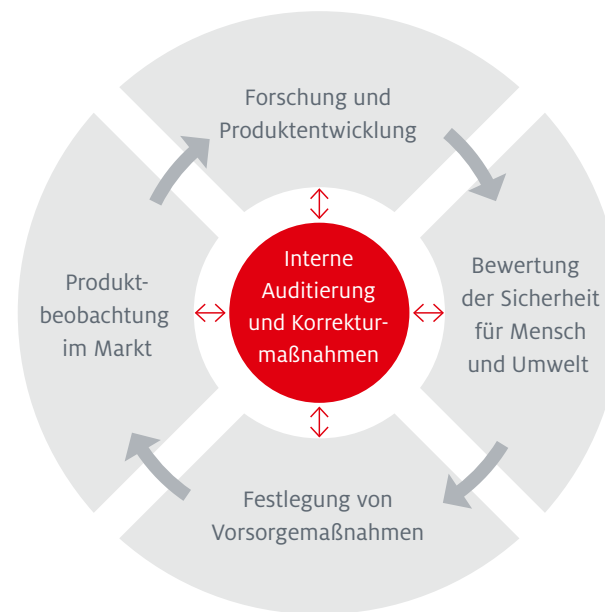 Forschung und
Produktentwicklung
Interne
Auditierung
und Korrektur-
maßnahmen
Bewertung
der Sicherheit
für Mensch
und Umwelt
Produkt-
beobachtung
im Markt
Festlegung von
Vorsorgemaßnahmen